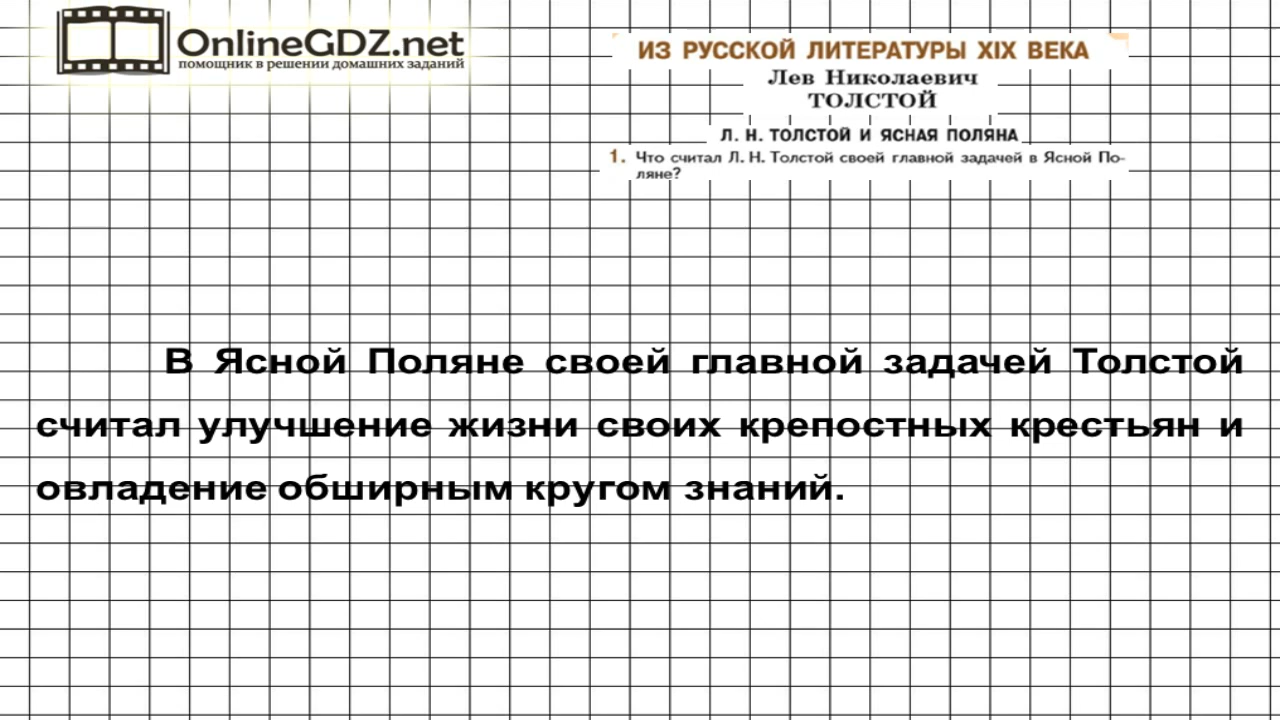 OnlineGDZ.net
помощник в решении домашних заданий
ИЗ РУССКОЙ ЛИТЕРАТУРЫ XIX ВЕКА
Лев Николаевич
ТОЛСТОЙ
Л. Н. ТОЛСТОЙ И ЯСНАЯ ПОЛЯНА
1. Что считал Л. Н. Толстой своей главной задачей в Ясной По-
ляне?
В Ясной Поляне своей главной задачей Толстой
считал улучшение жизни своих крепостных крестьян и
овладение обширным кругом знаний.